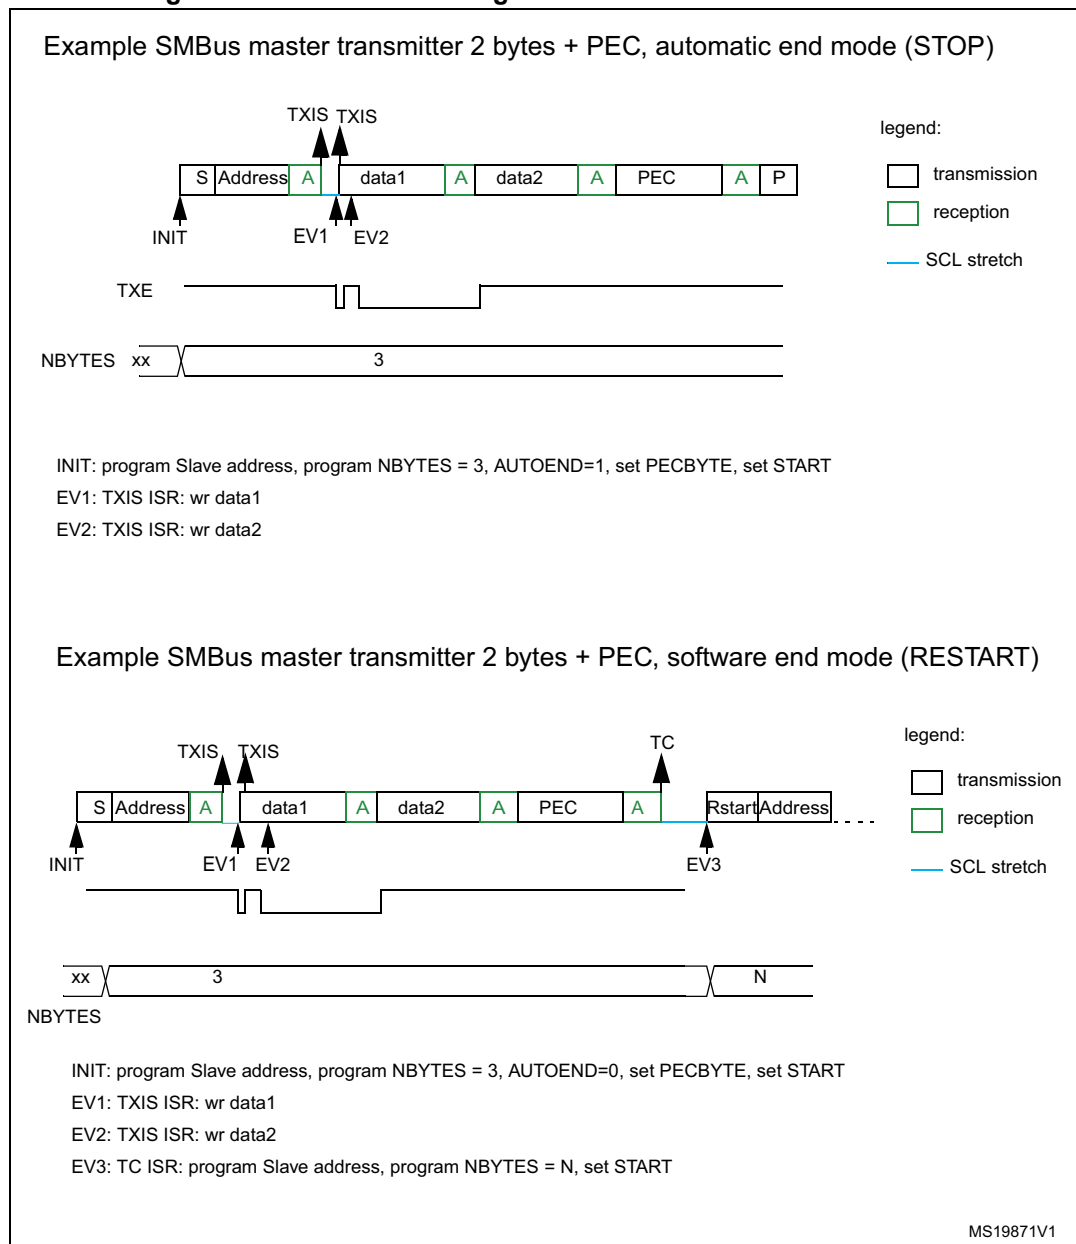 Example SMBus master transmitter 2 bytes + PEC, automatic end mode (STOP)
TXIS TXIS
legend:
S Address A data1 A data2 A PEC A P
transmission
reception
INIT EV1 EV2
SCL stretch
TXE
NBYTES xx 3
INIT: program Slave address, program NBYTES = 3, AUTOEND=1, set PECBYTE, set START
EV1: TXIS ISR: wr data1
EV2: TXIS ISR: wr data2
Example SMBus master transmitter 2 bytes + PEC, software end mode (RESTART)
TXIS TXIS TC
legend:
S Address A data1 A data2 A PEC A Rstart Address
transmission
reception
INIT EV1 EV2 EV3
SCL stretch
xx 3 N
NBYTES
INIT: program Slave address, program NBYTES = 3, AUTOEND=0, set PECBYTE, set START
EV1: TXIS ISR: wr data1
EV2: TXIS ISR: wr data2
EV3: TC ISR: program Slave address, program NBYTES = N, set START
MS19871V1